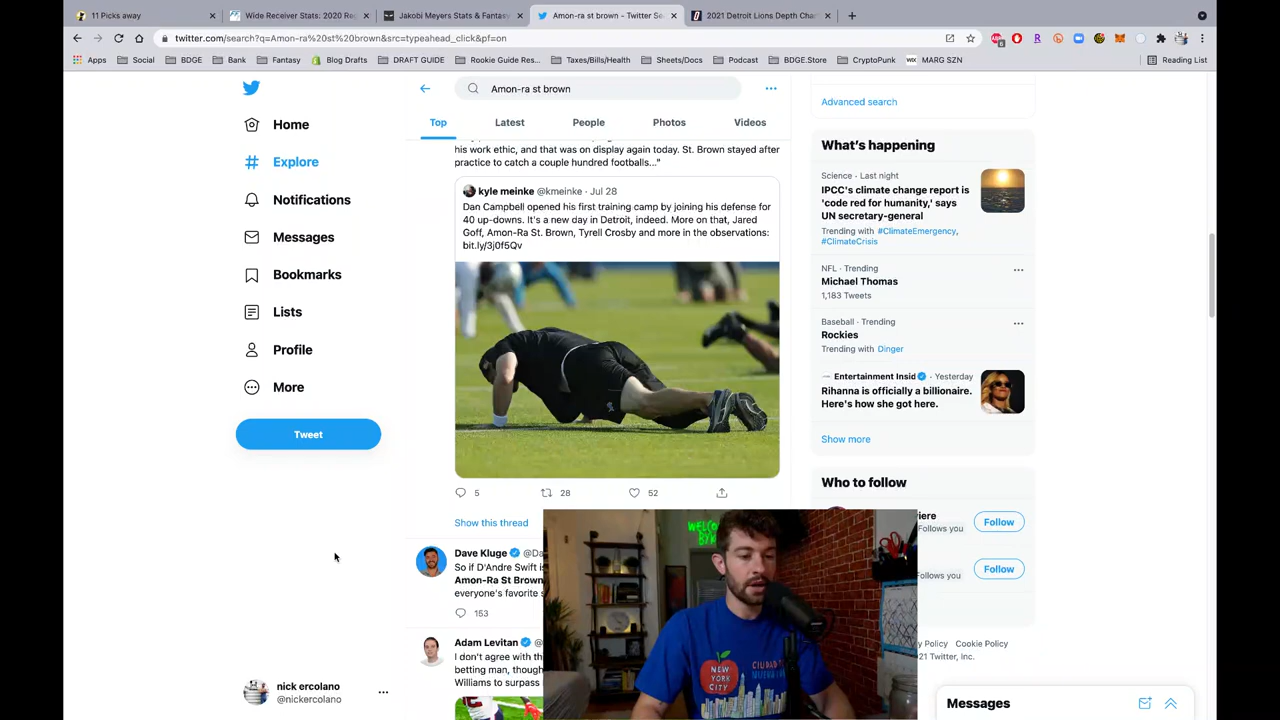 11 Picks away
Wide Receiver Stats: 2020 Re
Jakobi Meyers Stats & Fantasy
Amon-ra st brown - Twitter Se
2021 Detroit Lions Depth Char
twitter.com/search?q=Amon-ra%20st%20brown&src=typeahead_click&pf=on
Apps
Social
BDGE
Bank
Fantasy
Blog Drafts
DRAFT GUIDE
Rookie Guide Res...
Taxes/Bills/Health
Sheets/Docs
Podcast
BDGE.Store
CryptoPunk
WIX
MARG SZN
Reading List
Home
Explore
Notifications
Messages
Bookmarks
Lists
Profile
More
Tweet
nick ercolano
@nickercolano
Amon-ra st brown
Top
Latest
People
Photos
Videos
his work ethic, and that was on display again today. St. Brown stayed after
practice to catch a couple hundred footballs..."
kyle meinke @kmeinke · Jul 28
Dan Campbell opened his first training camp by joining his defense for
40 up-downs. It's a new day in Detroit, indeed. More on that, Jared
Goff, Amon-Ra St. Brown, Tyrell Crosby and more in the observations:
bit.ly/3j0f5Qv
5
28
52
Show this thread
Dave Kluge @Da
So if D'Andre Swift is
Amon-Ra St Brown
everyone's favorite s
153
Adam Levitan
I don't agree with th
betting man, though
Williams to surpass
WELCO
NEW
YORK
CITY
CIUDAD
Advanced search
What's happening
Science · Last night
IPCC's climate change report is
'code red for humanity,' says
UN secretary-general
Trending with #ClimateEmergency,
#ClimateCrisis
NFL · Trending
Michael Thomas
1,183 Tweets
Baseball · Trending
Rockies
Trending with Dinger
Entertainment Insid · Yesterday
Rihanna is officially a billionaire.
Here's how she got here.
Show more
Who to follow
iere
Follows you
Follow
Follows you
Follow
y Policy Cookie Policy
21 Twitter, Inc.
Messages